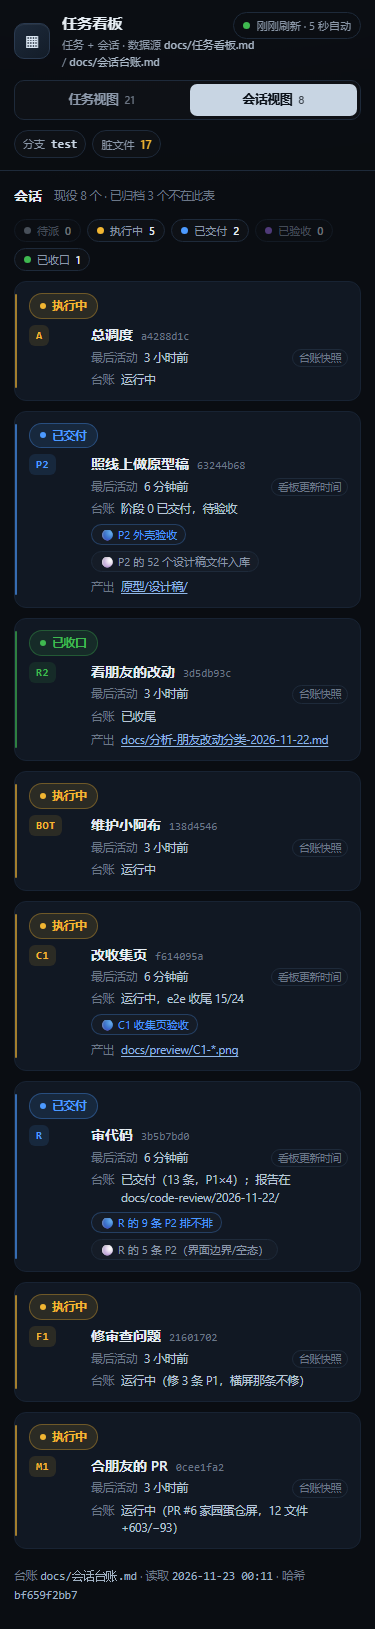 任务看板
刚刚刷新 · 5 秒自动
任务 + 会话 · 数据源 docs/任务看板.md
/ docs/会话台账.md
任务视图 21
会话视图 8
分支 test
脏文件 17
会话 现役 8 个 · 已归档 3 个不在此表
待派 0
执行中 5
已交付 2
已验收 0
已收口 1
执行中
A
总调度 a4288d1c
最后活动 3 小时前
台账快照
台账 运行中
已交付
P2
照线上做原型稿 63244b68
最后活动 6 分钟前
看板更新时间
台账 阶段 0 已交付，待验收
P2 外壳验收
P2 的 52 个设计稿文件入库
产出 原型/设计稿/
已收口
R2
看朋友的改动 3d5db93c
最后活动 3 小时前
台账快照
台账 已收尾
产出 docs/分析-朋友改动分类-2026-11-22.md
执行中
BOT
维护小阿布 138d4546
最后活动 3 小时前
台账快照
台账 运行中
执行中
C1
改收集页 f614095a
最后活动 6 分钟前
看板更新时间
台账 运行中，e2e 收尾 15/24
C1 收集页验收
产出 docs/preview/C1-*.png
已交付
R
审代码 3b5b7bd0
最后活动 6 分钟前
看板更新时间
台账 已交付（13 条，P1×4）；报告在
docs/code-review/2026-11-22/
R 的 9 条 P2 排不排
R 的 5 条 P2（界面边界/空态）
执行中
F1
修审查问题 21601702
最后活动 3 小时前
台账快照
台账 运行中（修 3 条 P1，横屏那条不修）
执行中
M1
合朋友的 PR 0cee1fa2
最后活动 3 小时前
台账快照
台账 运行中（PR #6 家园蛋仓屏，12 文件
+603/−93）
台账 docs/会话台账.md · 读取 2026-11-23 00:11 · 哈希
bf659f2bb7